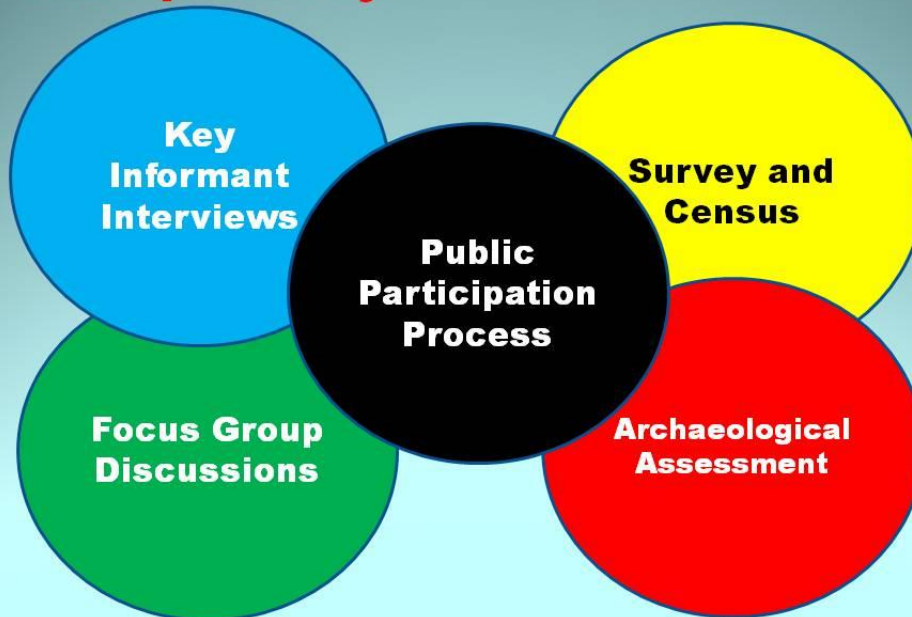 Key
Informant
Interviews
Survey and
Census
Public
Participation
Process
Focus Group
Discussions
Archaeological
Assessment